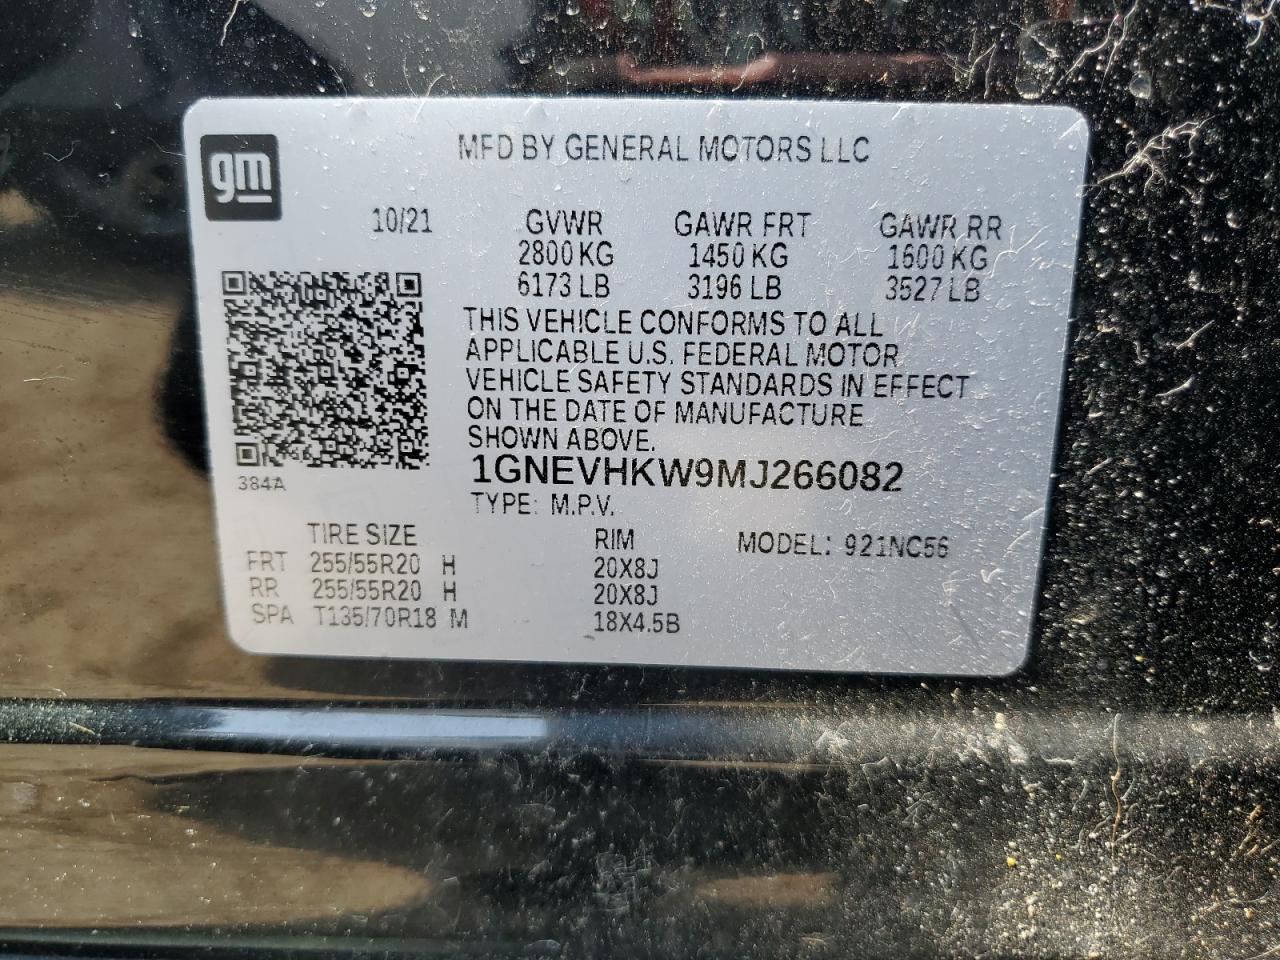 gm
MFD BY GENERAL MOTORS LLC
10/21 GVWR GAWR FRT GAWR RR
2800 KG 1450 KG 1600 KG
6173 LB 3196 LB 3527 LB
THIS VEHICLE CONFORMS TO ALL
APPLICABLE U.S. FEDERAL MOTOR
VEHICLE SAFETY STANDARDS IN EFFECT
ON THE DATE OF MANUFACTURE
SHOWN ABOVE.
1GNEVHKW9MJ266082
384A
TYPE: M.P.V.
TIRE SIZE RIM MODEL: 921NC56
FRT 255/55R20 H 20X8J
RR 255/55R20 H 20X8J
SPA T135/70R18 M 18X4.5B